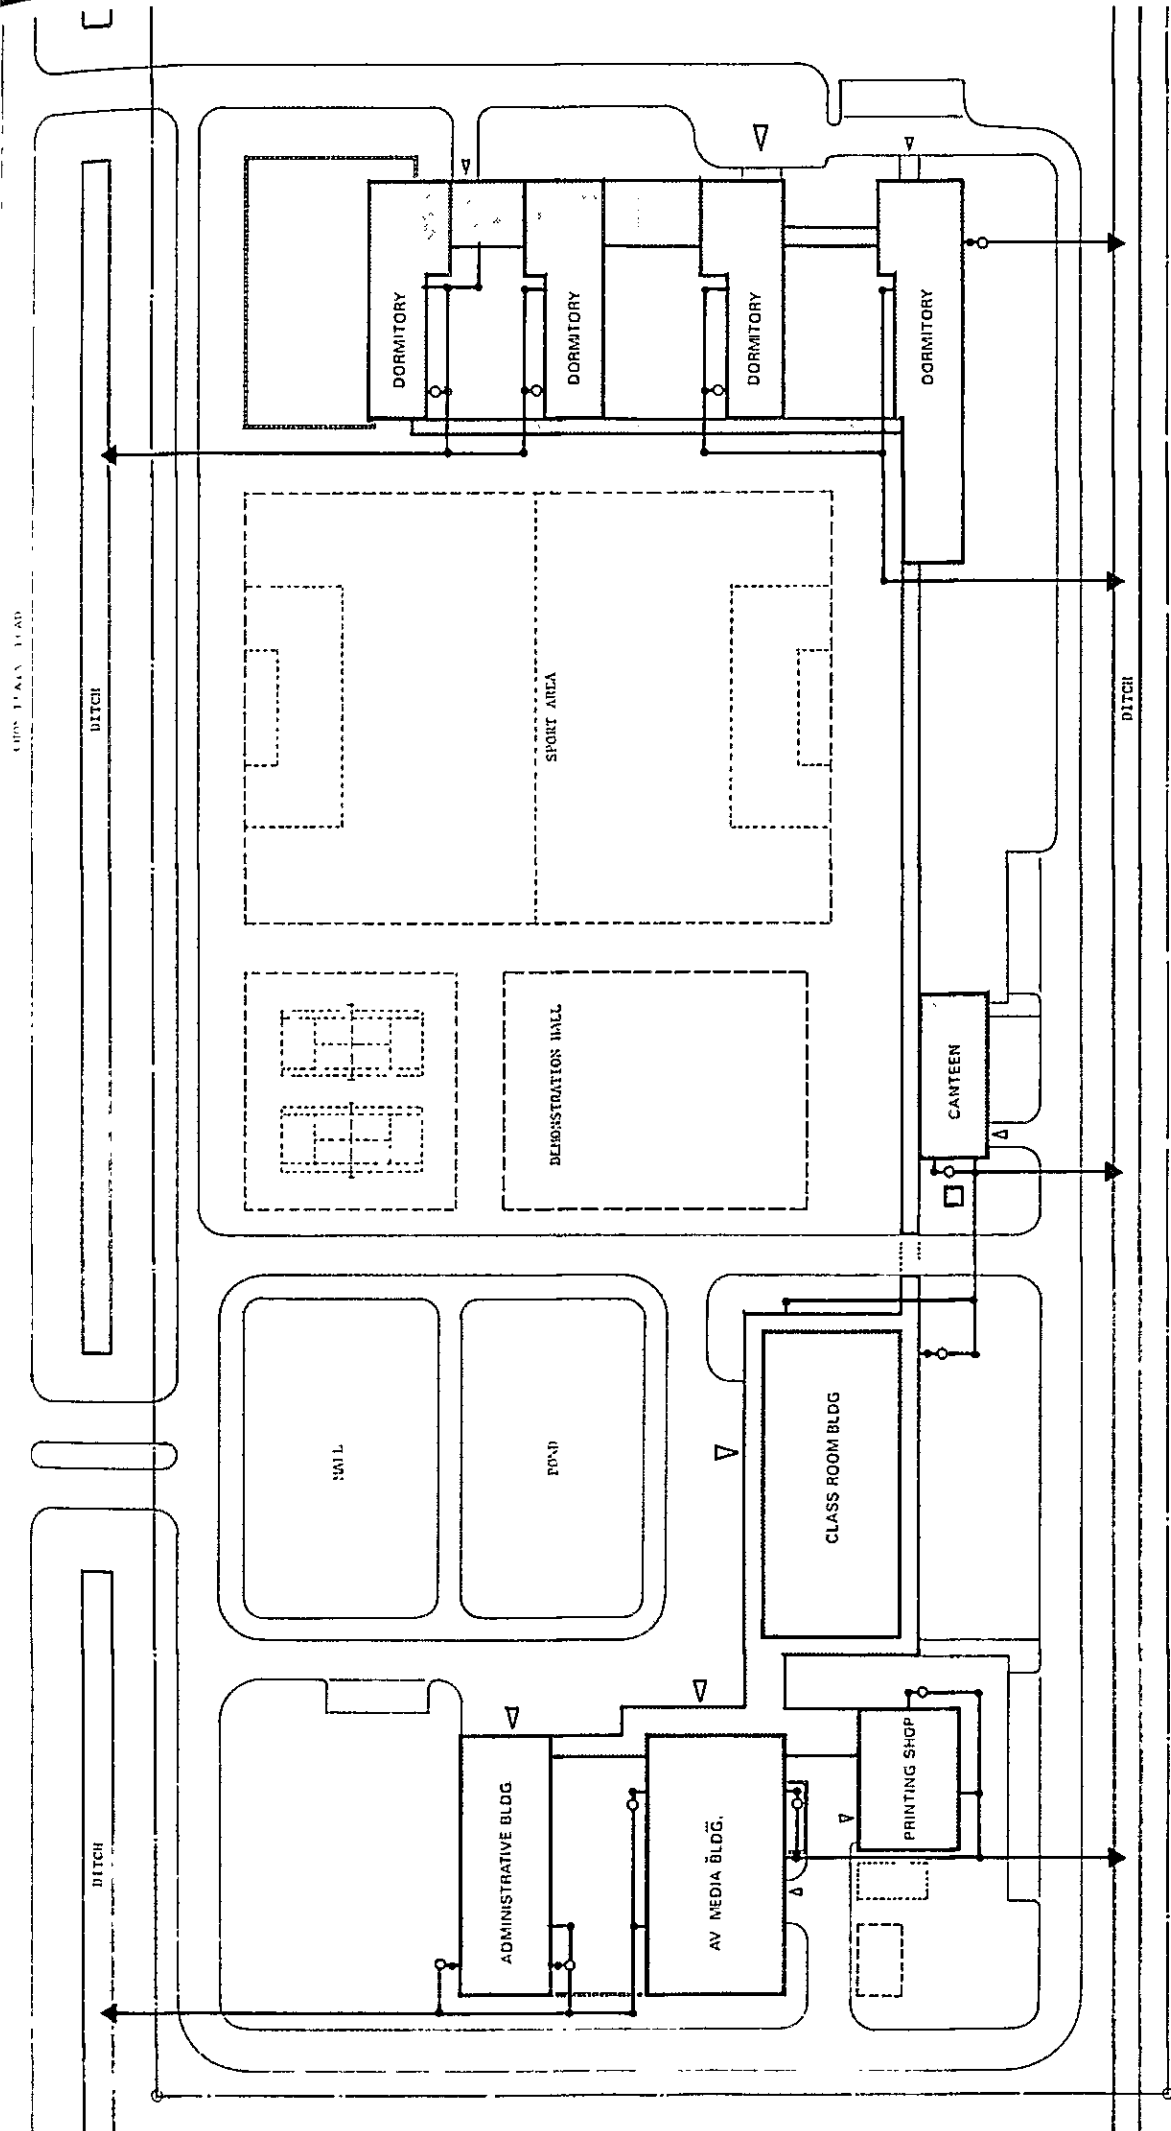 DITCH
DORMITORY
DORMITORY
DORMITORY
DORMITORY
SPORT AREA
DITCH
DEMONSTRATION HALL
CANTEEN
POND
CLASS ROOM BLDG
DITCH
ADMINISTRATIVE BLDG.
AV MEDIA BLDG.
PRINTING SHOP